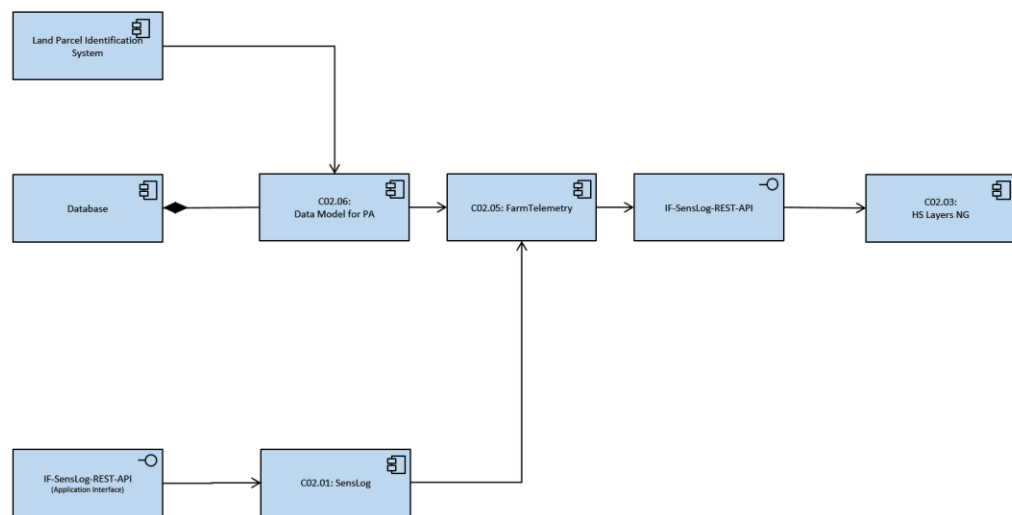 Land Parcel Identification
System
Database
C02.06:
Data Model for PA
C02.05: FarmTelemetry
IF-SensLog-REST-API
C02.03:
HS Layers NG
IF-SensLog-REST-API
(Application Interface)
C02.01: SensLog